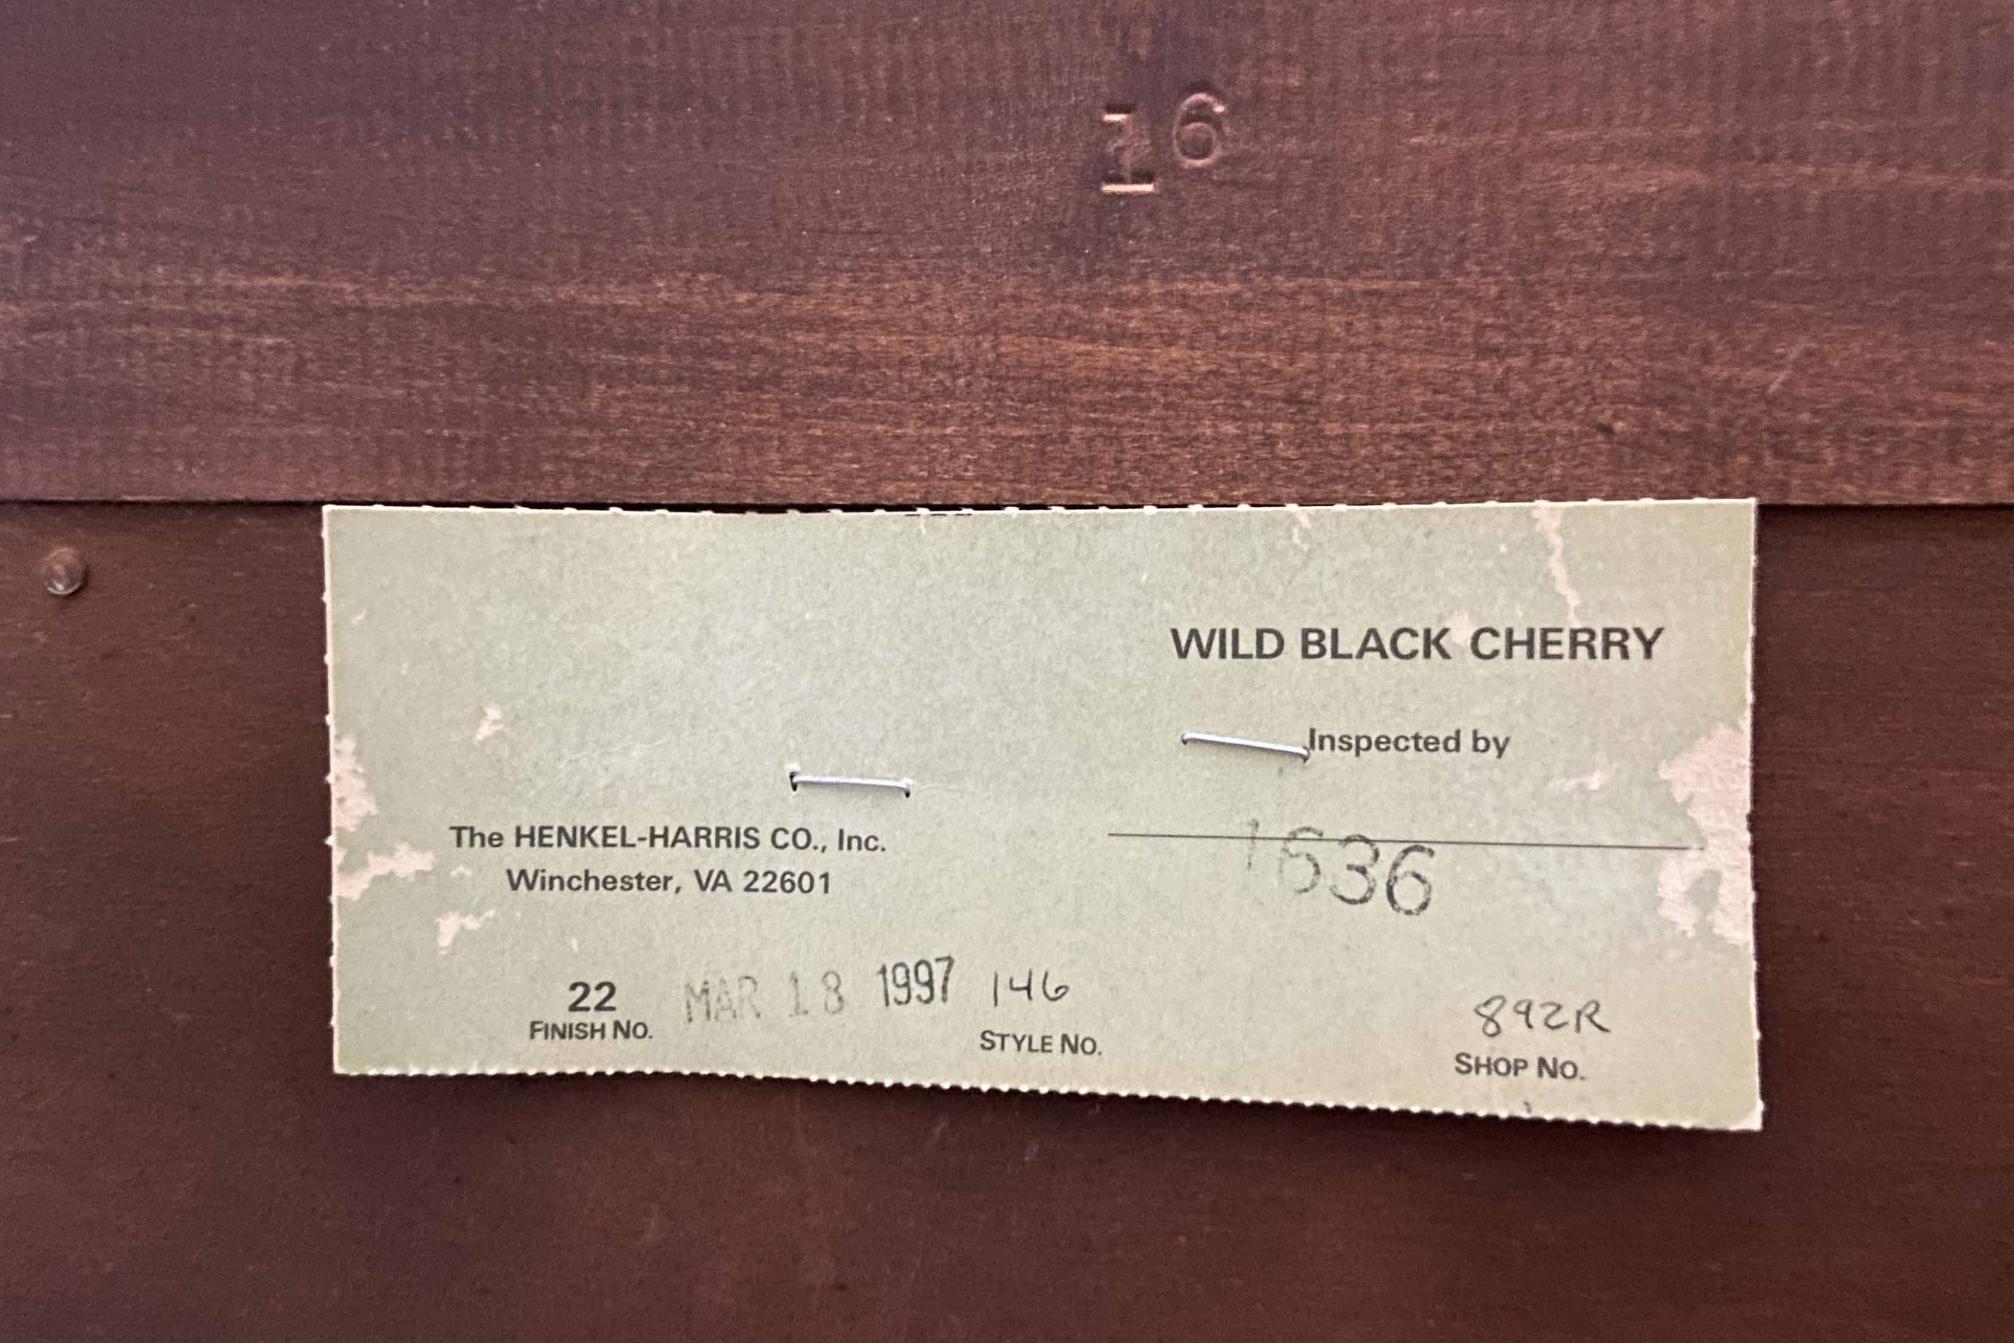 16
WILD BLACK CHERRY
Inspected by
The HENKEL-HARRIS CO., Inc.
Winchester, VA 22601
1636
22 MAR 18 1997 146 892R
FINISH NO. STYLE NO. SHOP NO.